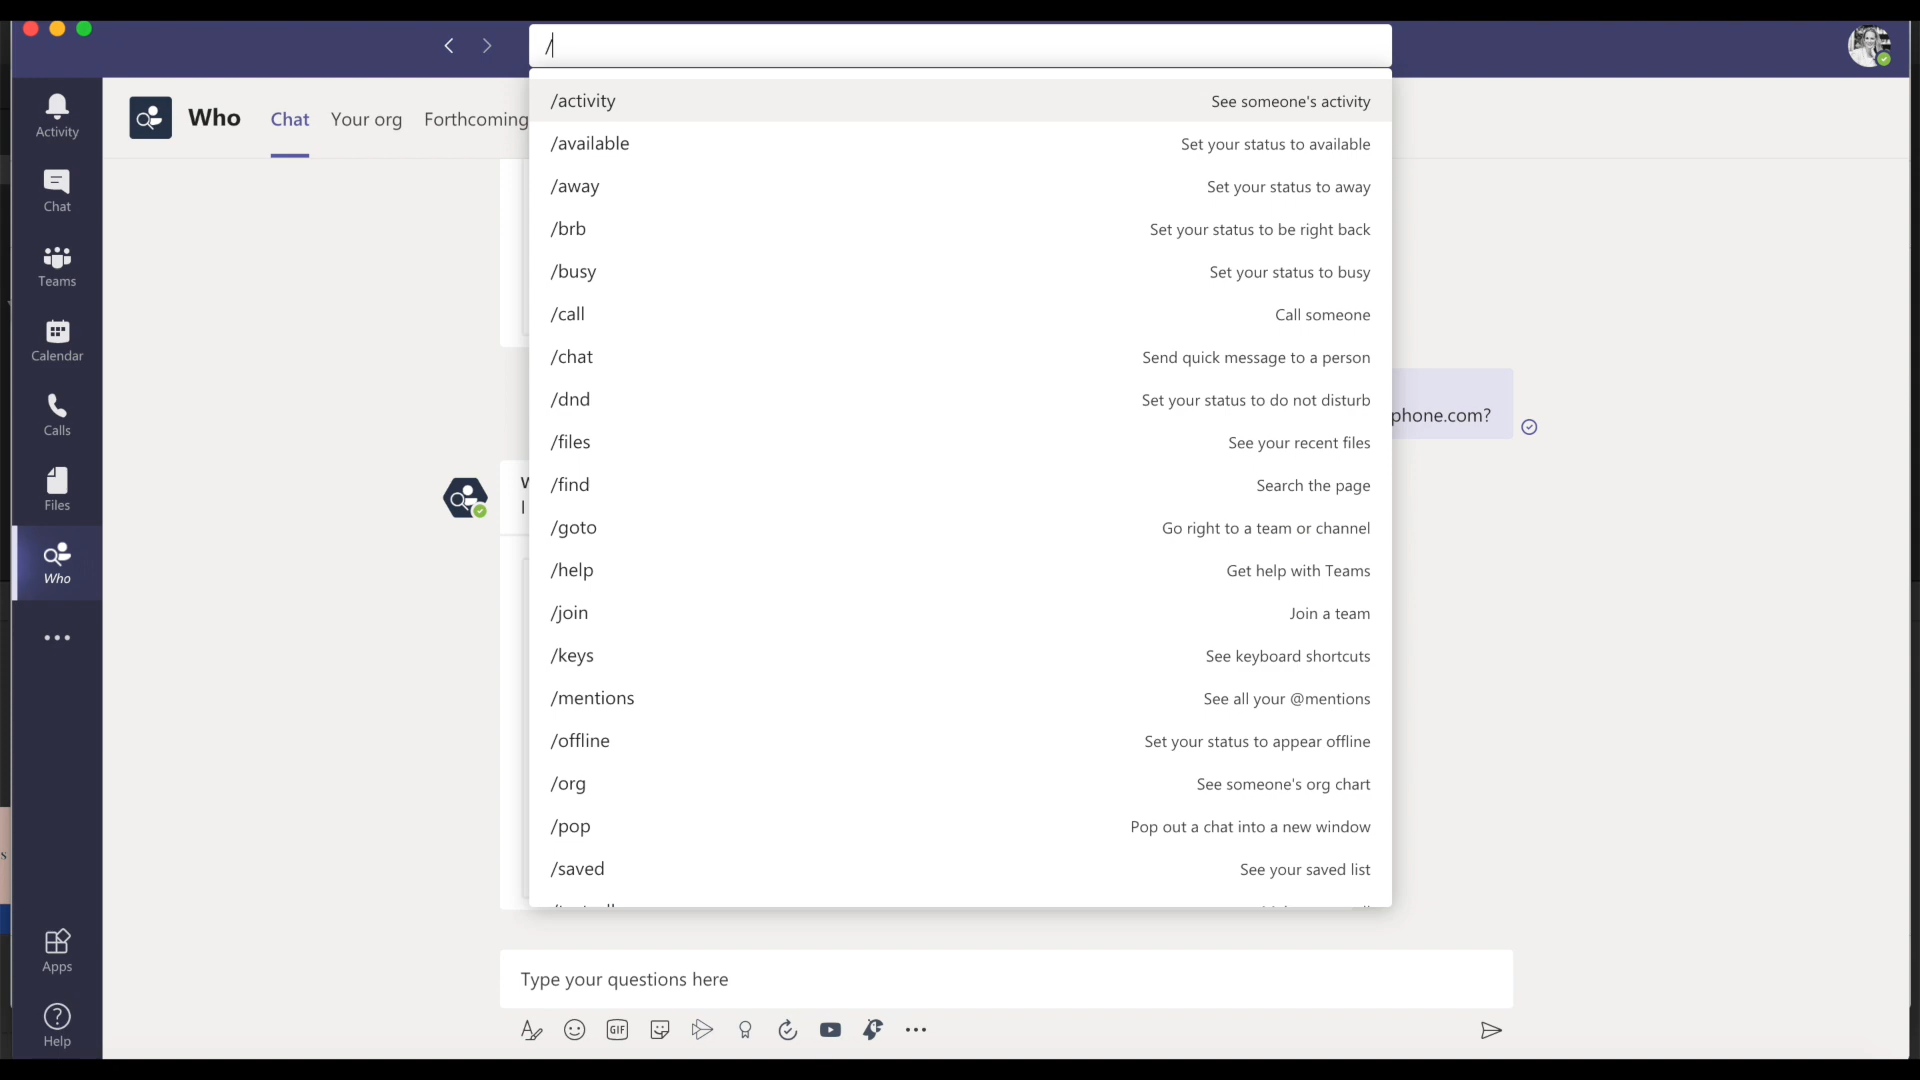 /
Activity
Chat
Teams
Calendar
Calls
Files
Who
Apps
Help
Who
Chat
Your org
Forthcoming
/activity See someone's activity
/available Set your status to available
/away Set your status to away
/brb Set your status to be right back
/busy Set your status to busy
/call Call someone
/chat Send quick message to a person
/dnd Set your status to do not disturb
/files See your recent files
/find Search the page
/goto Go right to a team or channel
/help Get help with Teams
/join Join a team
/keys See keyboard shortcuts
/mentions See all your @mentions
/offline Set your status to appear offline
/org See someone's org chart
/pop Pop out a chat into a new window
/saved See your saved list
phone.com?
I
Type your questions here
GIF